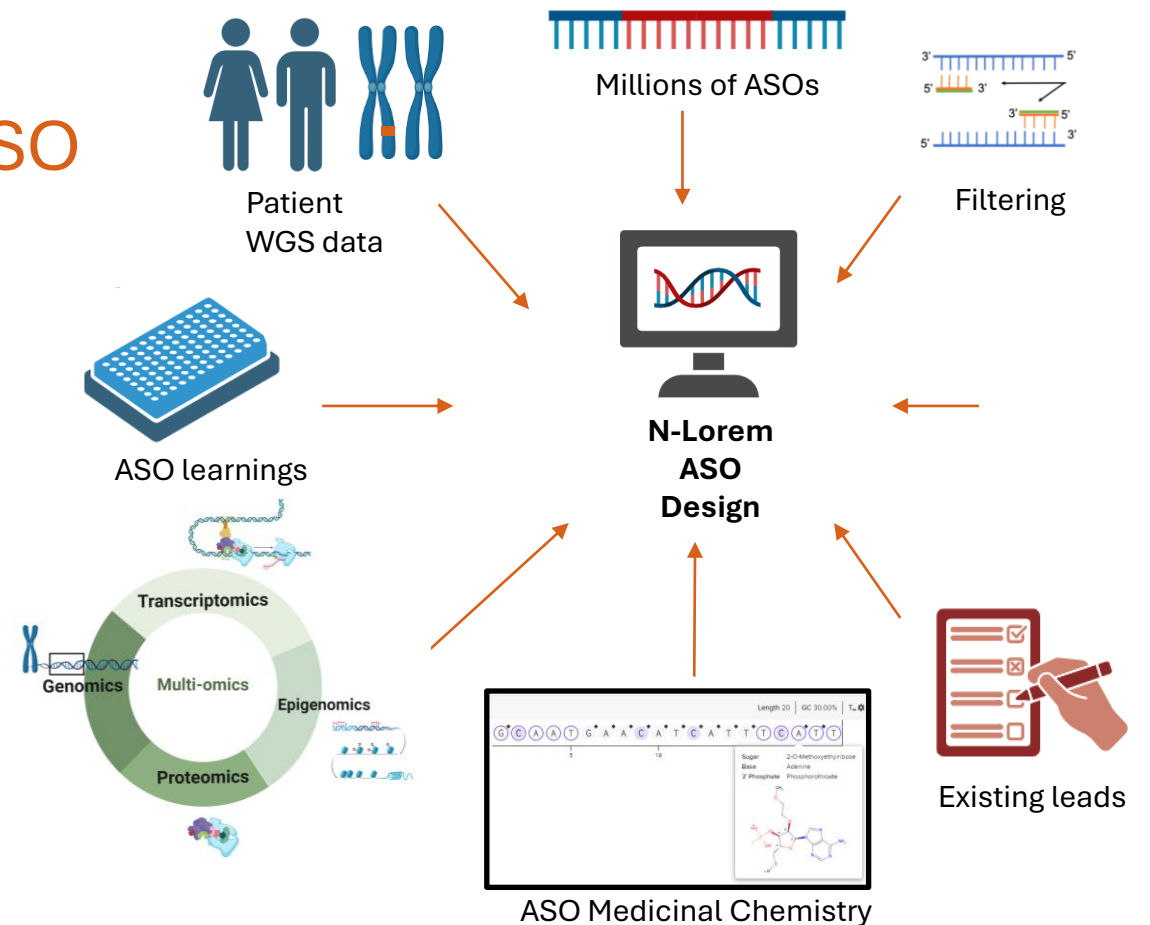 SO
Millions of ASOs
3' 5'
5' 3'
3' 5'
5' 3'
Filtering
Patient
WGS data
ASO learnings
N-Lorem
ASO
Design
Transcriptomics
Genomics
Multi-omics
Epigenomics
Proteomics
Length 20 GC 30.00%
G C A A T G A A C A T C A T T T C A T T
5 10
Sugar 2-O-Methoxyethylribose
Base Adenine
3' Phosphate Phosphorothioate
ASO Medicinal Chemistry
Existing leads